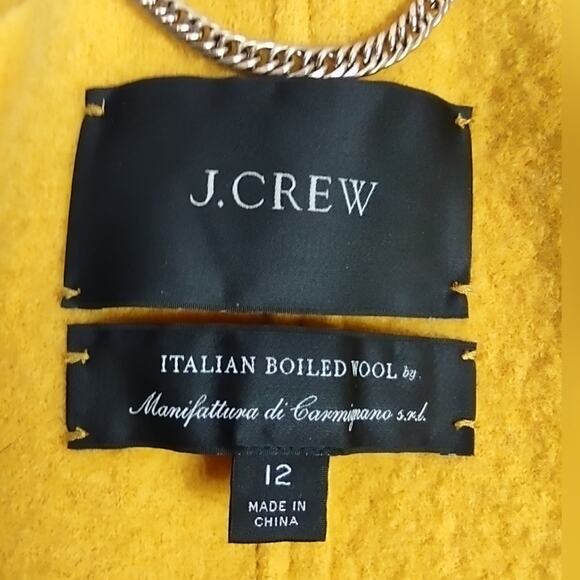 J.CREW
ITALIAN BOILED WOOL by
Manifattura di Carmignano s.r.l.
12
MADE IN
CHINA